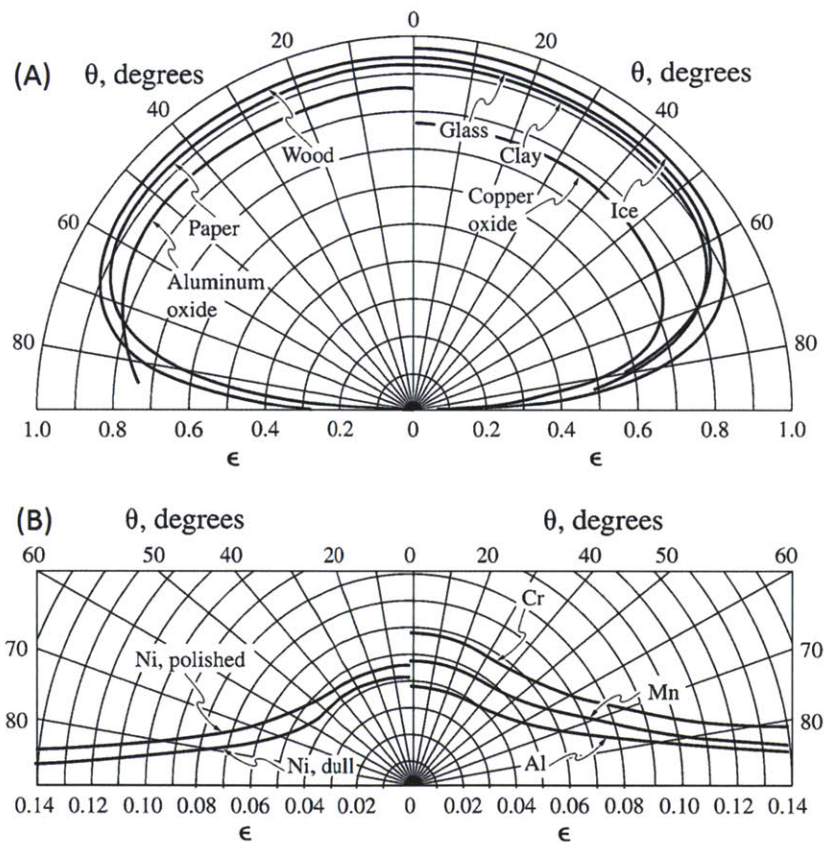 0
20
20
(A)
θ, degrees
θ, degrees
40
40
Glass
Wood
Clay
Copper
oxide
Ice
Paper
60
60
Aluminum
oxide
80
80
1.0 0.8 0.6 0.4 0.2 0 0.2 0.4 0.6 0.8 1.0
ϵ ϵ
(B)
θ, degrees
θ, degrees
60 50 40 20 0 20 40 50 60
Cr
70
Ni, polished
70
Mn
80
80
Ni, dull
Al
0.14 0.12 0.10 0.08 0.06 0.04 0.02 0 0.02 0.04 0.06 0.08 0.10 0.12 0.14
ϵ ϵ